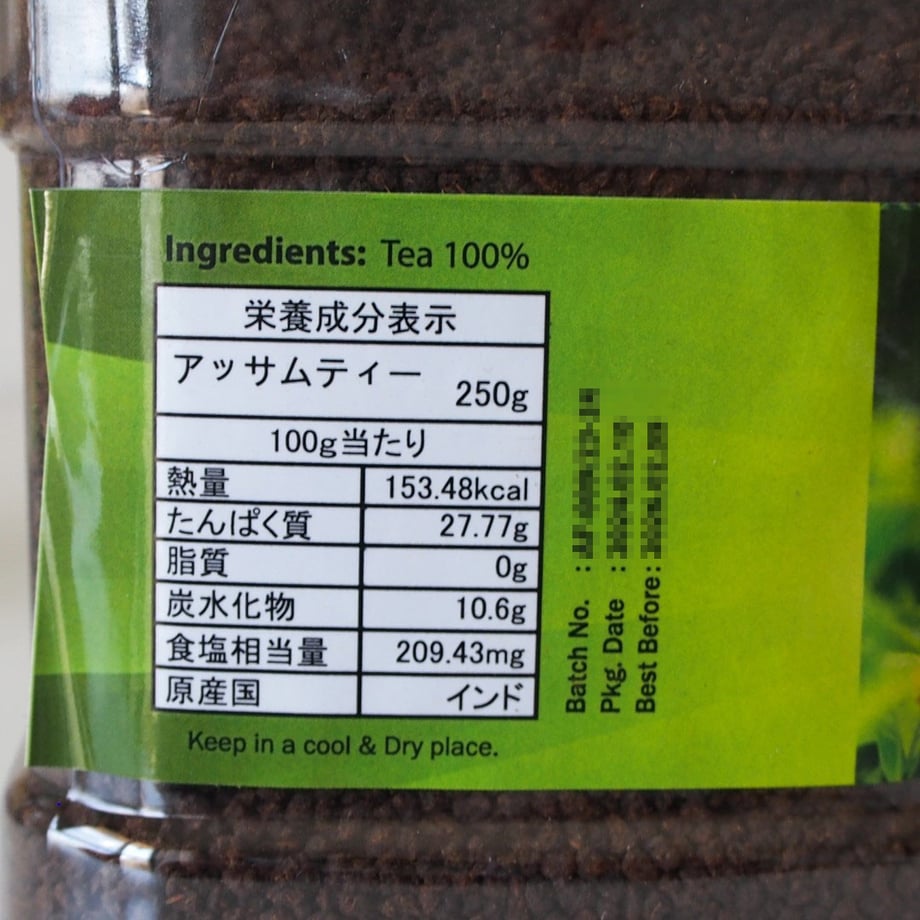 Ingredients: Tea 100%
栄養成分表示
アッサムティー
250g
100g当たり
熱量 153.48kcal
たんぱく質 27.77g
脂質 0g
炭水化物 10.6g
食塩相当量 209.43mg
原産国 インド
Keep in a cool & Dry place.
Batch No. :
Pkg. Date :
Best Before: